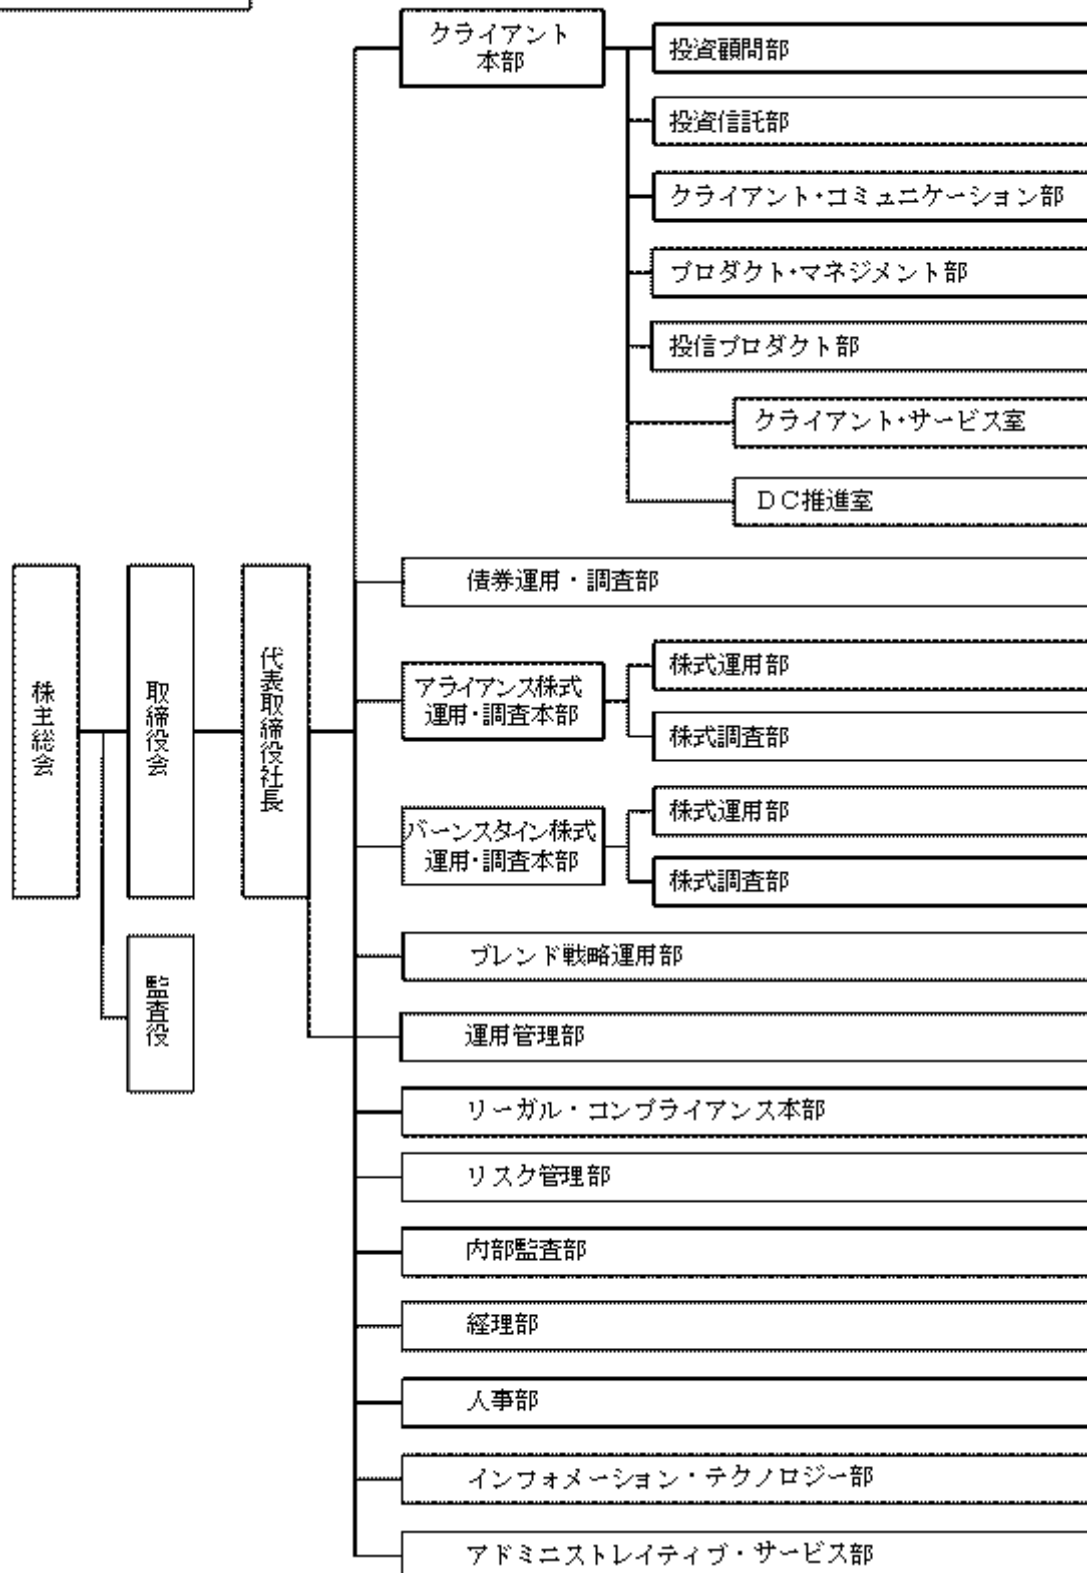 クライアント
本部
投資顧問部
投資信託部
クライアント・コミュニケーション部
プロダクト・マネジメント部
投信プロダクト部
クライアント・サービス室
ＤＣ推進室
株主総会
取締役会
監査役
代表取締役社長
債券運用・調査部
アライアンス株式
運用・調査本部
株式運用部
株式調査部
バーンスタイン株式
運用・調査本部
株式運用部
株式調査部
ブレンド戦略運用部
運用管理部
リーガル・コンプライアンス本部
リスク管理部
内部監査部
経理部
人事部
インフォメーション・テクノロジー部
アドミニストレイティブ・サービス部